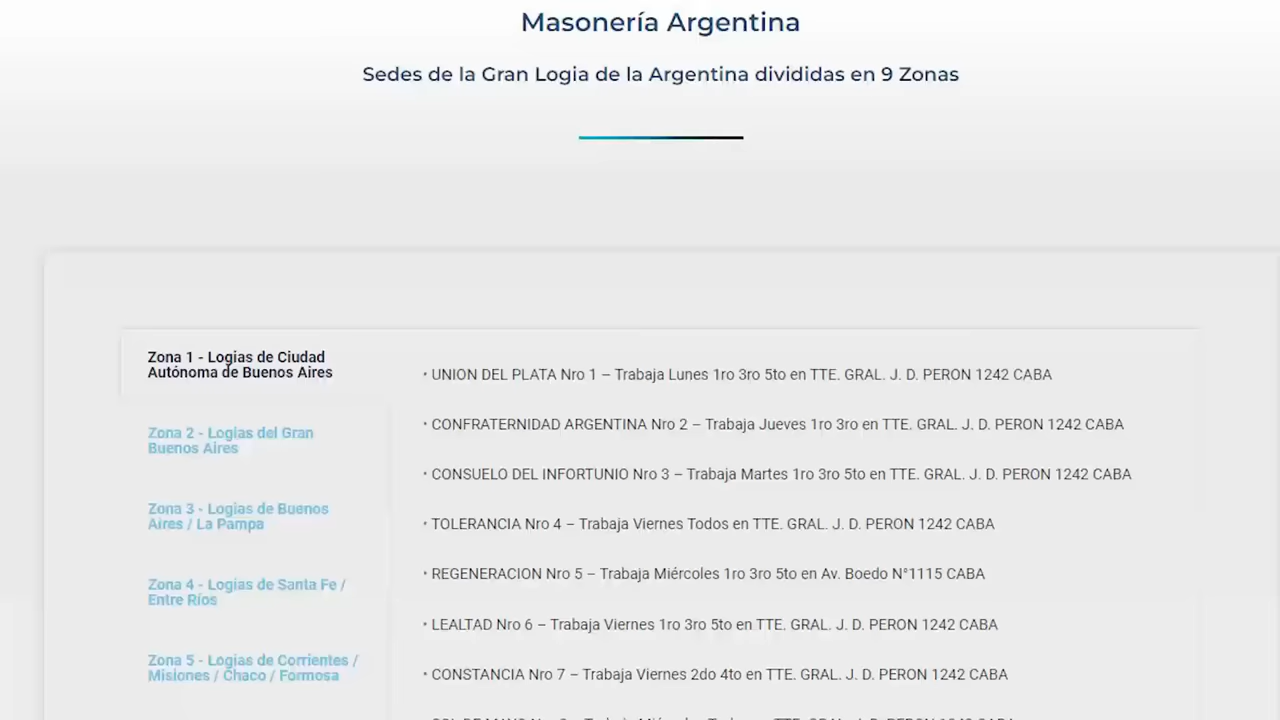 Masonería Argentina
Sedes de la Gran Logia de la Argentina divididas en 9 Zonas
Zona 1 - Logias de Ciudad
Autónoma de Buenos Aires
Zona 2 - Logias del Gran
Buenos Aires
Zona 3 - Logias de Buenos
Aires / La Pampa
Zona 4 - Logias de Santa Fe /
Entre Ríos
Zona 5 - Logias de Corrientes /
Misiones / Chaco / Formosa
• UNION DEL PLATA Nro 1 – Trabaja Lunes 1ro 3ro 5to en TTE. GRAL. J. D. PERON 1242 CABA
• CONFRATERNIDAD ARGENTINA Nro 2 – Trabaja Jueves 1ro 3ro en TTE. GRAL. J. D. PERON 1242 CABA
• CONSUELO DEL INFORTUNIO Nro 3 – Trabaja Martes 1ro 3ro 5to en TTE. GRAL. J. D. PERON 1242 CABA
• TOLERANCIA Nro 4 – Trabaja Viernes Todos en TTE. GRAL. J. D. PERON 1242 CABA
• REGENERACION Nro 5 – Trabaja Miércoles 1ro 3ro 5to en Av. Boedo N°1115 CABA
• LEALTAD Nro 6 – Trabaja Viernes 1ro 3ro 5to en TTE. GRAL. J. D. PERON 1242 CABA
• CONSTANCIA Nro 7 – Trabaja Viernes 2do 4to en TTE. GRAL. J. D. PERON 1242 CABA